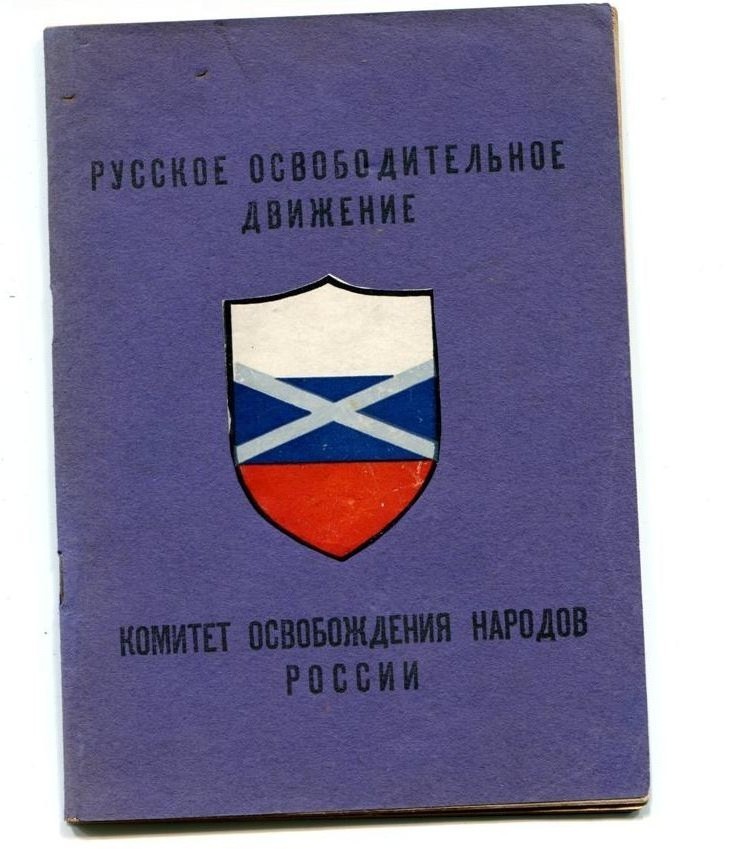 РУССКОЕ ОСВОБОДИТЕЛЬНОЕ
ДВИЖЕНИЕ
КОМИТЕТ ОСВОБОЖДЕНИЯ НАРОДОВ
РОССИИ